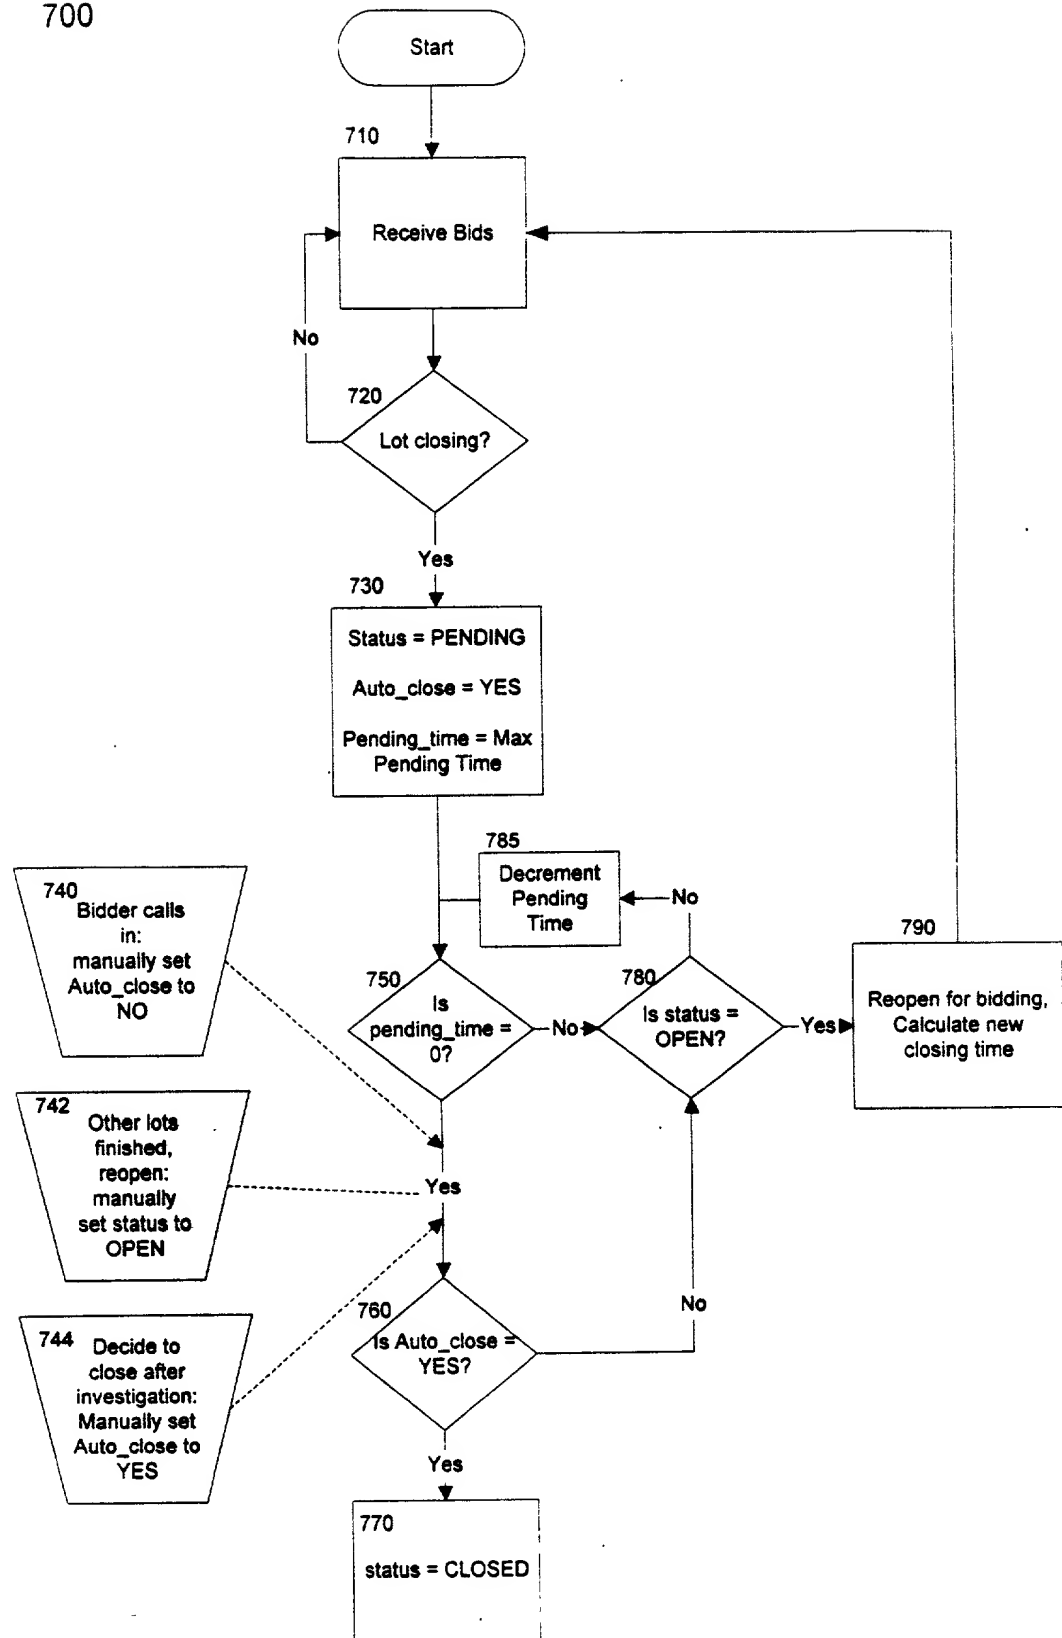 700
Start
710
Receive Bids
No
720
Lot closing?
Yes
730
Status = PENDING
Auto_close = YES
Pending_time = Max
Pending Time
785
Decrement
Pending
Time
No
740
Bidder calls
in:
manually set
Auto_close to
NO
750
Is
pending_time =
0?
No
780
Is status =
OPEN?
Yes
790
Reopen for bidding,
Calculate new
closing time
742
Other lots
finished,
reopen:
manually
set status to
OPEN
Yes
744
Decide to
close after
investigation:
Manually set
Auto_close to
YES
760
Is Auto_close =
YES?
No
Yes
770
status = CLOSED